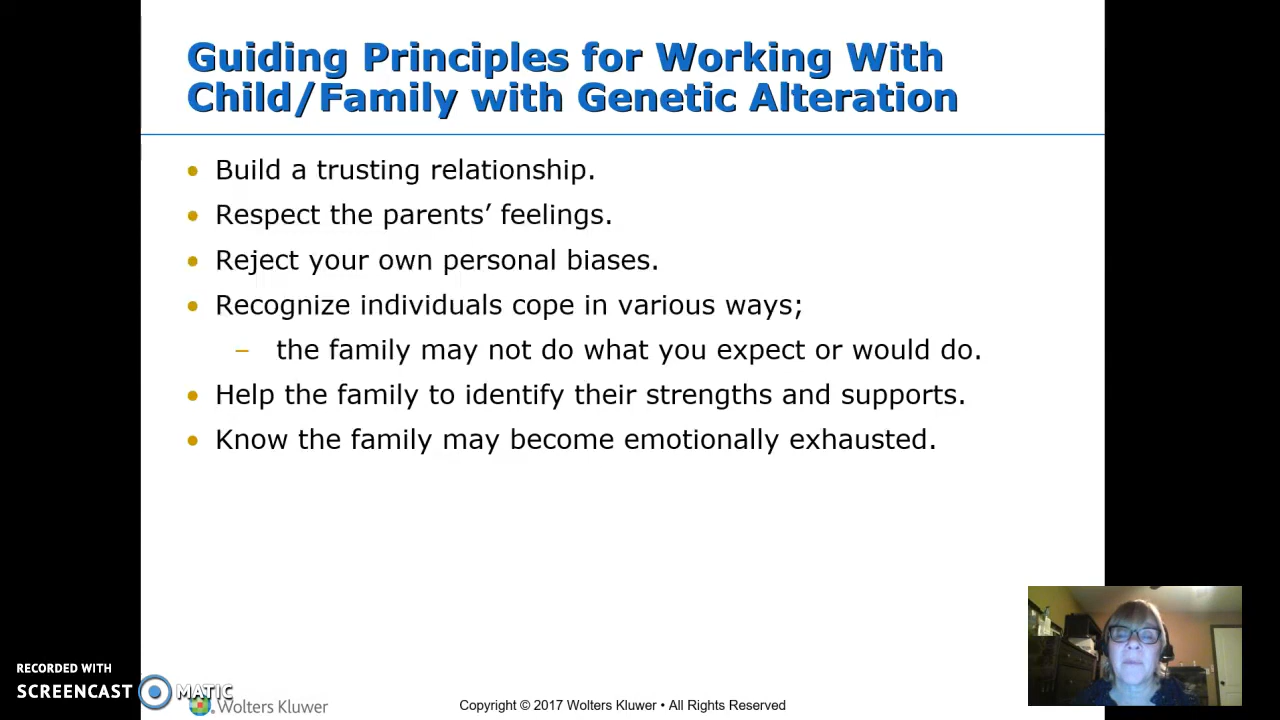 Guiding Principles for Working With
Child/Family with Genetic Alteration
• Build a trusting relationship.
• Respect the parents’ feelings.
• Reject your own personal biases.
• Recognize individuals cope in various ways;
– the family may not do what you expect or would do.
• Help the family to identify their strengths and supports.
• Know the family may become emotionally exhausted.
RECORDED WITH
SCREENCAST MATIC
Wolters Kluwer
Copyright © 2017 Wolters Kluwer • All Rights Reserved